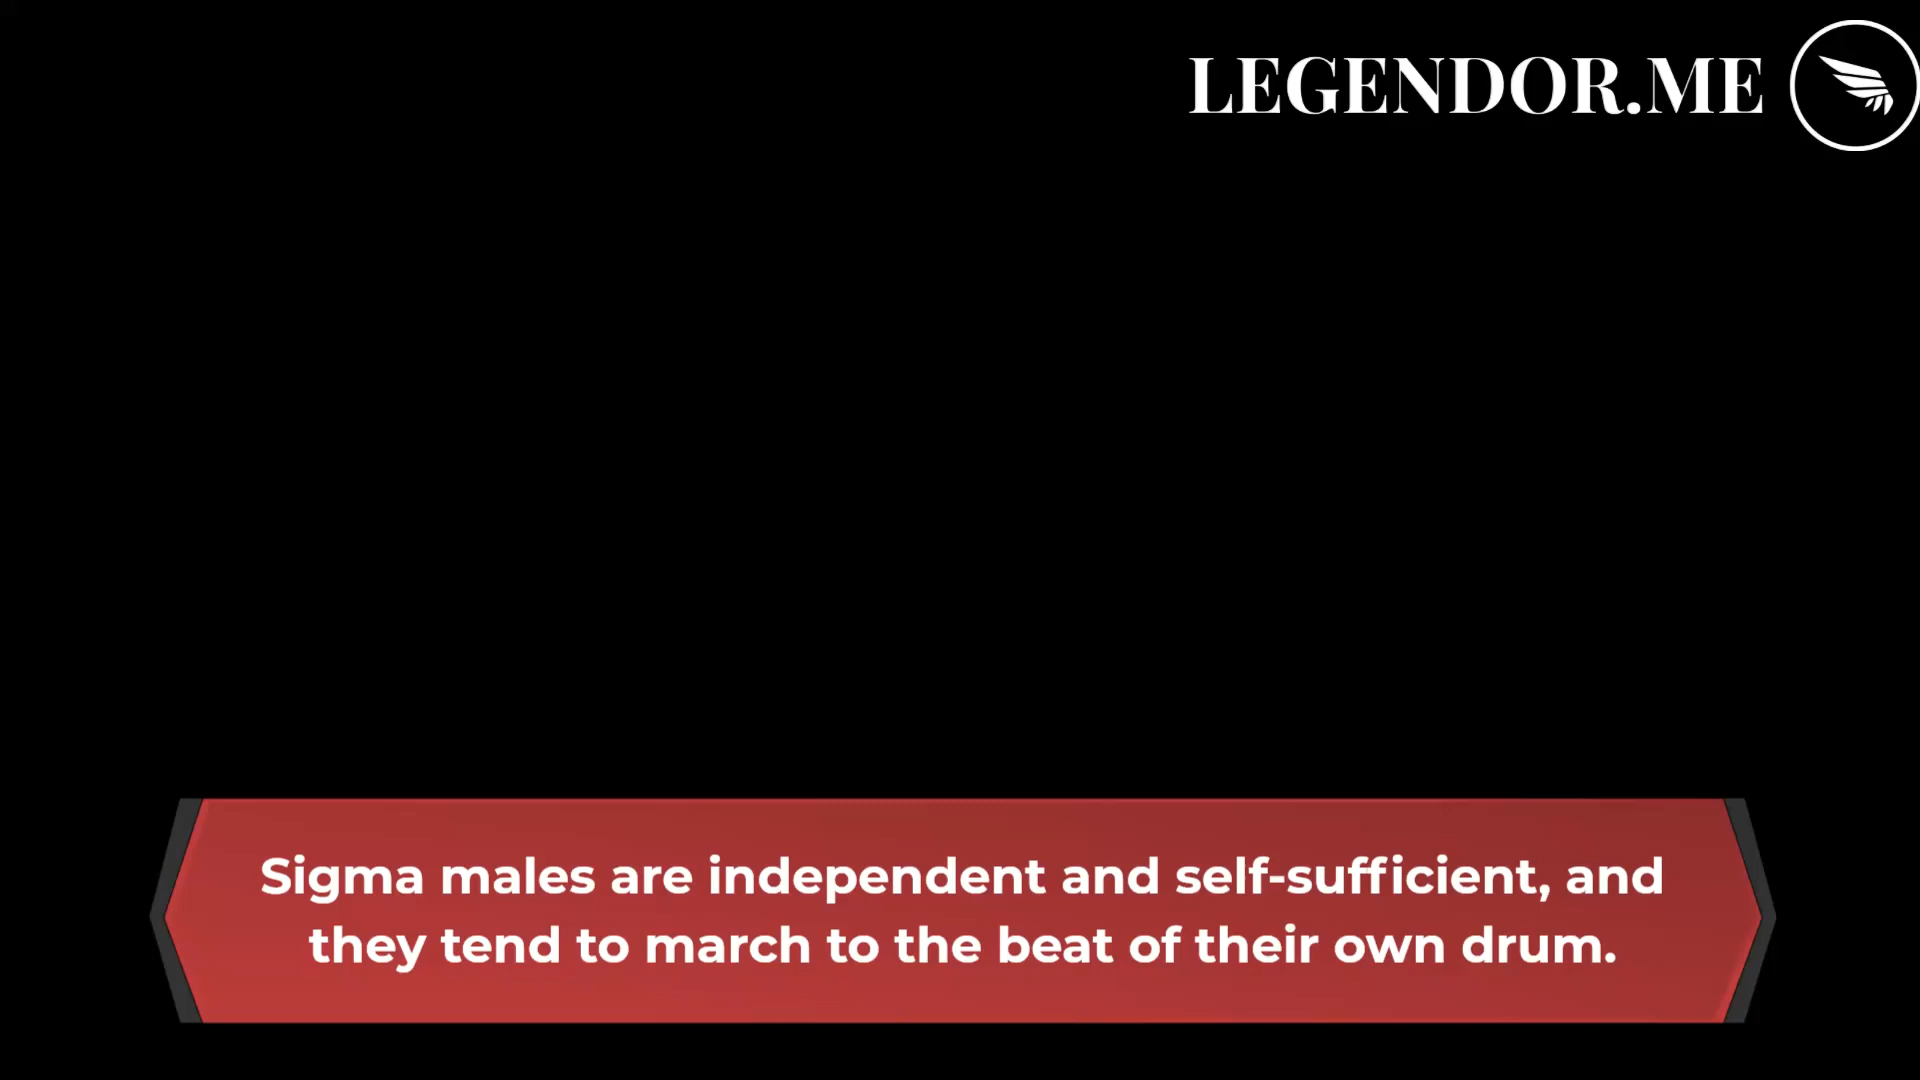 LEGENDOR.ME
Sigma males are independent and self-sufficient, and
they tend to march to the beat of their own drum.